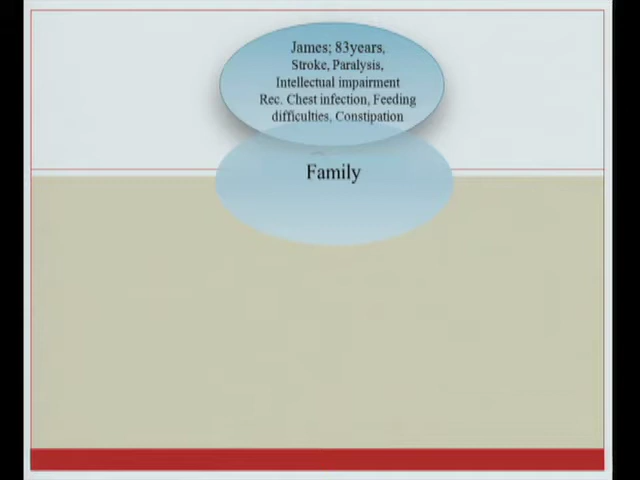 James; 83years,
Stroke, Paralysis,
Intellectual impairment
Rec. Chest infection, Feeding
difficulties, Constipation
Family